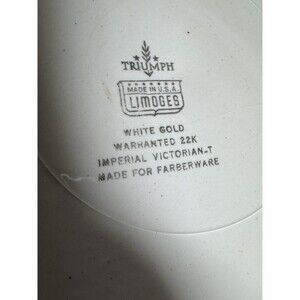 TRIUMPH
MADE IN U.S.A.
LIMOGES
WHITE GOLD
WARRANTED 22K
IMPERIAL VICTORIAN-T
MADE FOR FARBERWARE